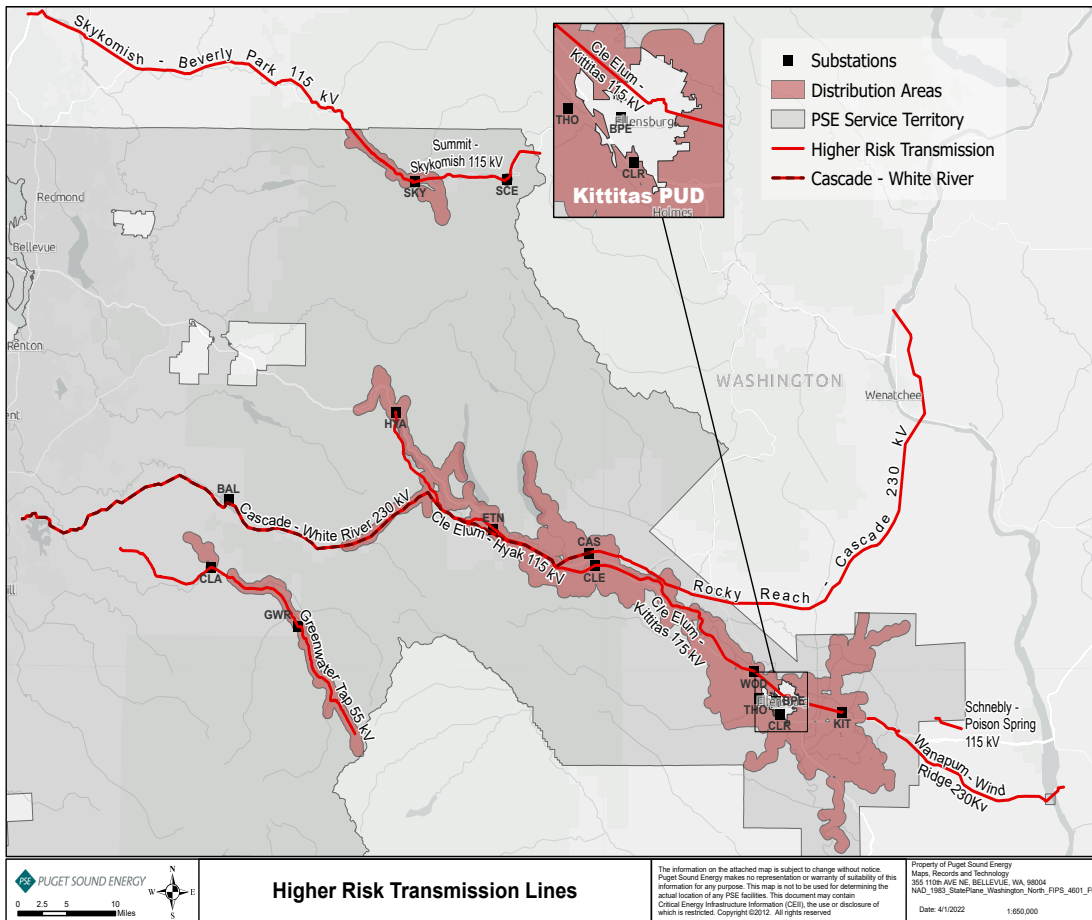 Skykomish - Beverly Park 115 kV
Summit -
Skykomish 115 kV
SKY
SCE
Redmond
Bellevue
Renton
ent
Cle Elum -
Kittitas 115 kV
THO
BPE
Ellensburg
CLR
Kittitas PUD
Holmes
Substations
Distribution Areas
PSE Service Territory
Higher Risk Transmission
Cascade - White River
WASHINGTON
Wenatchee
HYA
BAL
Cascade - White River 230 kV
ETN
Cle Elum - Hyak 115 kV
CAS
CLE
Rocky Reach - Cascade 230 kV
CLA
ill
GWR
Greenwater Tap 55 kV
Cle Elum -
Kittitas 175 kV
WOD
BPE
THO
CLR
KIT
Schnebly -
Poison Spring
115 kV
Wanapum - Wind
Ridge 230Kv
PSE PUGET SOUND ENERGY
N
W
E
S
0 2.5 5 10
Miles
Higher Risk Transmission Lines
The information on the attached map is subject to change without notice.
Puget Sound Energy makes no representation or warranty of suitability of this
information for any purpose. This map is not to be used for determining the
actual location of any PSE facilities. This document may contain
Critical Energy Infrastructure Information (CEII), the use or disclosure of
which is restricted. Copyright©2012. All rights reserved
Property of Puget Sound Energy
Maps, Records and Technology
355 110th AVE NE, BELLEVUE, WA, 98004
NAD_1983_StatePlane_Washington_North_FIPS_4601_F
Date: 4/1/2022
1:650,000